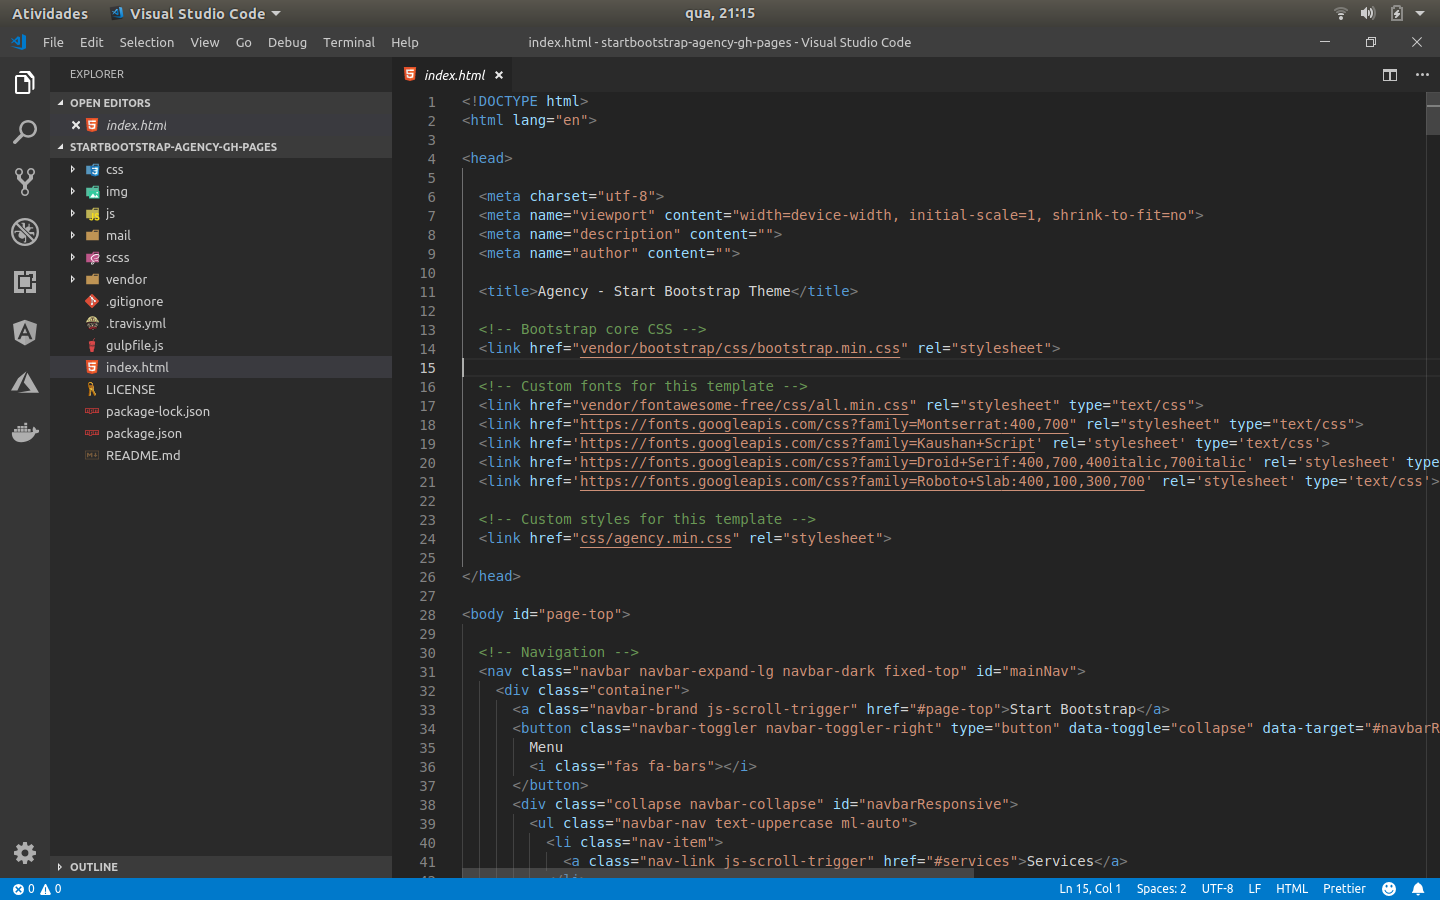 Atividades
Visual Studio Code
qua, 21:15
File Edit Selection View Go Debug Terminal Help
index.html - startbootstrap-agency-gh-pages - Visual Studio Code
EXPLORER
OPEN EDITORS
index.html
STARTBOOTSTRAP-AGENCY-GH-PAGES
css
img
js
mail
scss
vendor
.gitignore
.travis.yml
gulpfile.js
index.html
LICENSE
package-lock.json
package.json
README.md
OUTLINE
index.html
1 <!DOCTYPE html>
2 <html lang="en">
3
4 <head>
5
6 <meta charset="utf-8">
7 <meta name="viewport" content="width=device-width, initial-scale=1, shrink-to-fit=no">
8 <meta name="description" content="">
9 <meta name="author" content="">
10
11 <title>Agency - Start Bootstrap Theme</title>
12
13 <!-- Bootstrap core CSS -->
14 <link href="vendor/bootstrap/css/bootstrap.min.css" rel="stylesheet">
15
16 <!-- Custom fonts for this template -->
17 <link href="vendor/fontawesome-free/css/all.min.css" rel="stylesheet" type="text/css">
18 <link href="https://fonts.googleapis.com/css?family=Montserrat:400,700" rel="stylesheet" type="text/css">
19 <link href='https://fonts.googleapis.com/css?family=Kaushan+Script' rel='stylesheet' type='text/css'>
20 <link href='https://fonts.googleapis.com/css?family=Droid+Serif:400,700,400italic,700italic' rel='stylesheet' type
21 <link href='https://fonts.googleapis.com/css?family=Roboto+Slab:400,100,300,700' rel='stylesheet' type='text/css'>
22
23 <!-- Custom styles for this template -->
24 <link href="css/agency.min.css" rel="stylesheet">
25
26 </head>
27
28 <body id="page-top">
29
30 <!-- Navigation -->
31 <nav class="navbar navbar-expand-lg navbar-dark fixed-top" id="mainNav">
32 <div class="container">
33 <a class="navbar-brand js-scroll-trigger" href="#page-top">Start Bootstrap</a>
34 <button class="navbar-toggler navbar-toggler-right" type="button" data-toggle="collapse" data-target="#navbarR
35 Menu
36 <i class="fas fa-bars"></i>
37 </button>
38 <div class="collapse navbar-collapse" id="navbarResponsive">
39 <ul class="navbar-nav text-uppercase ml-auto">
40 <li class="nav-item">
41 <a class="nav-link js-scroll-trigger" href="#services">Services</a>
0 0
Ln 15, Col 1 Spaces: 2 UTF-8 LF HTML Prettier